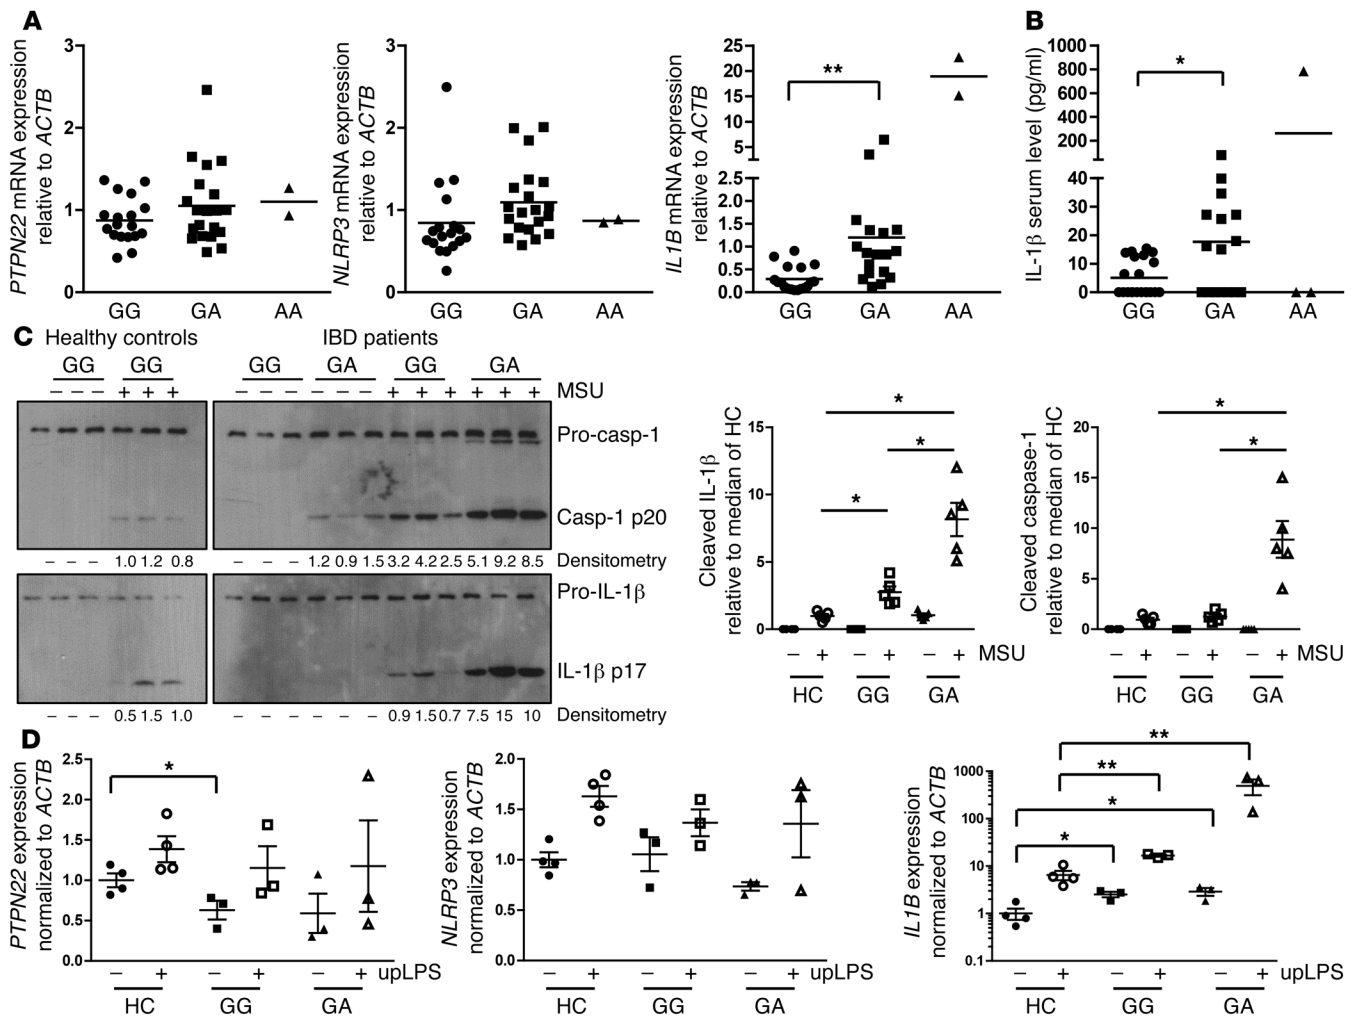 A
PTPN22 mRNA expression
relative to ACTB
3
2
1
0
GG GA AA
NLRP3 mRNA expression
relative to ACTB
3
2
1
0
GG GA AA
IL1B mRNA expression
relative to ACTB
25
20
15
10
5
2.5
2.0
1.5
1.0
0.5
0.0
**
GG GA AA
B
IL-1β serum level (pg/ml)
1000
800
600
400
200
40
30
20
10
0
*
GG GA AA
C
Healthy controls IBD patients
GG GG GG GA GG GA
– – – + + + – – – – – – + + + + + + MSU
Pro-casp-1
Casp-1 p20
– – – 1.0 1.2 0.8 – – – 1.2 0.9 1.5 3.2 4.2 2.5 5.1 9.2 8.5 Densitometry
Pro-IL-1β
IL-1β p17
– – – 0.5 1.5 1.0 – – – – – – 0.9 1.5 0.7 7.5 15 10 Densitometry
Cleaved IL-1β
relative to median of HC
15
10
5
0
*
*
*
– + – + – + MSU
HC GG GA
Cleaved caspase-1
relative to median of HC
20
15
10
5
0
*
*
– + – + – + MSU
HC GG GA
D
PTPN22 expression
normalized to ACTB
2.5
2.0
1.5
1.0
0.5
0.0
*
– + – + – + upLPS
HC GG GA
NLRP3 expression
normalized to ACTB
2.0
1.5
1.0
0.5
0.0
– + – + – + upLPS
HC GG GA
IL1B expression
normalized to ACTB
1000
100
10
1
0.1
**
**
*
*
– + – + – + upLPS
HC GG GA